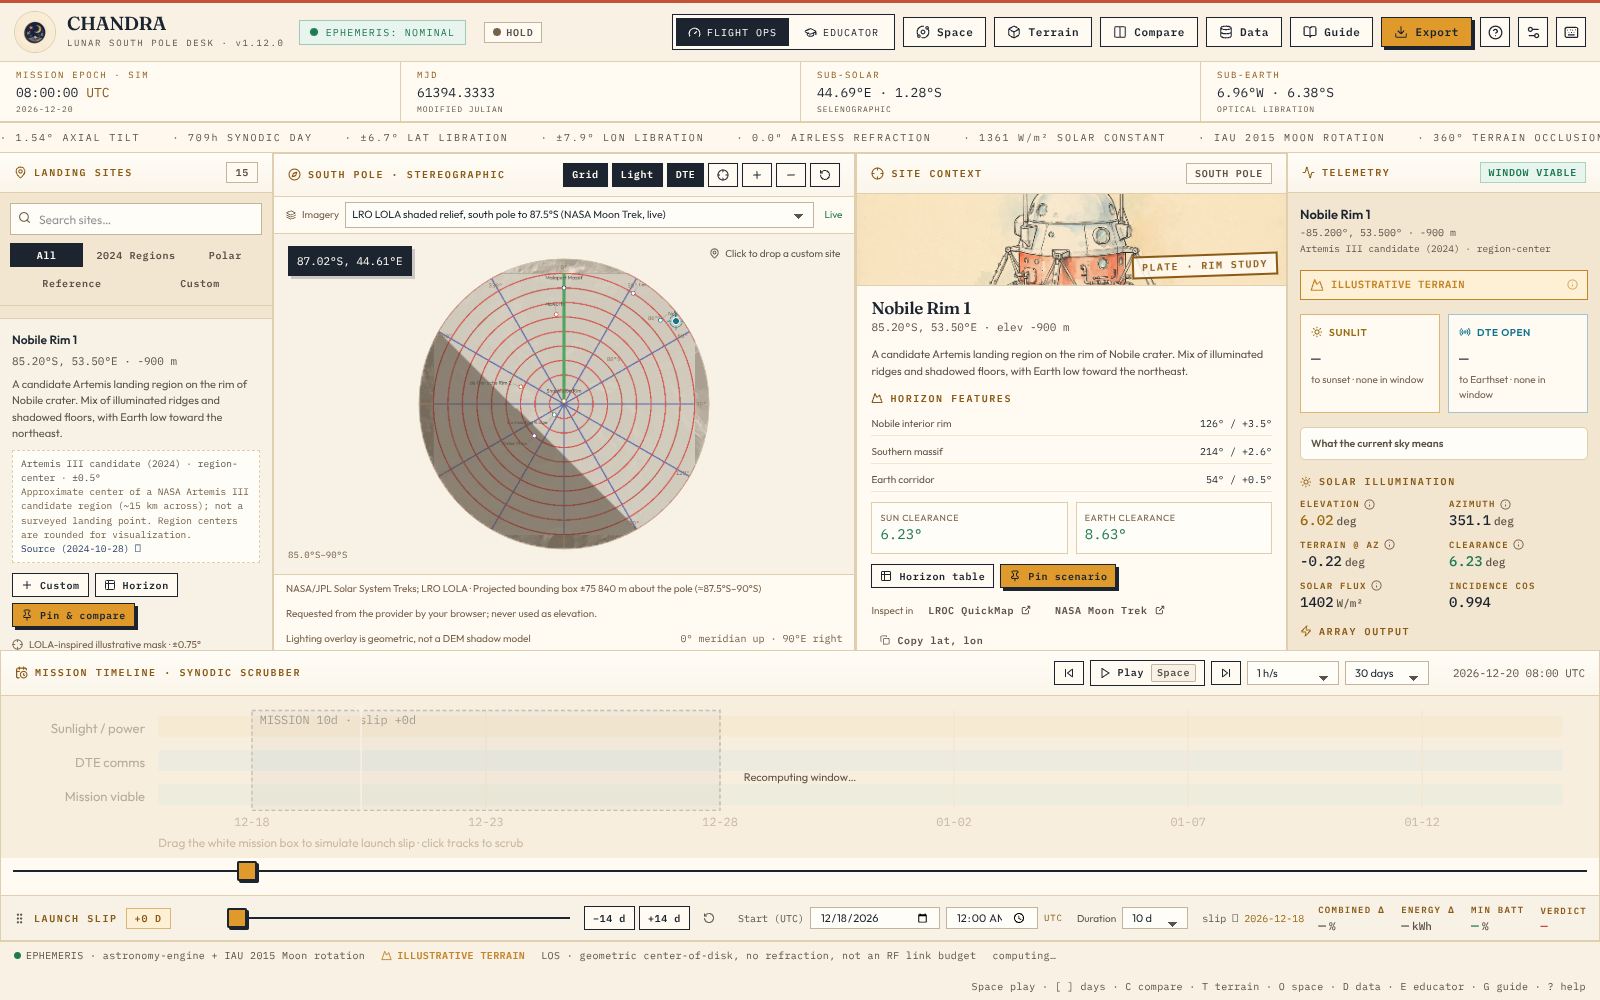 CHANDRA
LUNAR SOUTH POLE DESK · v1.12.0
EPHEMERIS: NOMINAL
HOLD
FLIGHT OPS
EDUCATOR
Space
Terrain
Compare
Data
Guide
Export
MISSION EPOCH · SIM
08:00:00 UTC
2026-12-20
MJD
61394.3333
MODIFIED JULIAN
SUB-SOLAR
44.69°E · 1.28°S
SELENOGRAPHIC
SUB-EARTH
6.96°W · 6.38°S
OPTICAL LIBRATION
· 1.54° AXIAL TILT · 709h SYNODIC DAY · ±6.7° LAT LIBRATION · ±7.9° LON LIBRATION · 0.0° AIRLESS REFRACTION · 1361 W/m² SOLAR CONSTANT · IAU 2015 MOON ROTATION · 360° TERRAIN OCCLUSION
LANDING SITES
15
Search sites…
All
2024 Regions
Polar
Reference
Custom
Nobile Rim 1
85.20°S, 53.50°E · -900 m
A candidate Artemis landing region on the rim of
Nobile crater. Mix of illuminated ridges and
shadowed floors, with Earth low toward the
northeast.
Artemis III candidate (2024) · region-
center · ±0.5°
Approximate center of a NASA Artemis III
candidate region (~15 km across); not a
surveyed landing point. Region centers
are rounded for visualization.
Source (2024-10-28)
Custom
Horizon
Pin & compare
LOLA-inspired illustrative mask · ±0.75°
SOUTH POLE · STEREOGRAPHIC
Grid
Light
DTE
Imagery
LRO LOLA shaded relief, south pole to 87.5°S (NASA Moon Trek, live)
Live
87.02°S, 44.61°E
Click to drop a custom site
85.0°S–90°S
NASA/JPL Solar System Treks; LRO LOLA · Projected bounding box ±75 840 m about the pole (≈87.5°S–90°S)
Requested from the provider by your browser; never used as elevation.
Lighting overlay is geometric, not a DEM shadow model
0° meridian up · 90°E right
SITE CONTEXT
SOUTH POLE
PLATE · RIM STUDY
Nobile Rim 1
85.20°S, 53.50°E · elev -900 m
A candidate Artemis landing region on the rim of Nobile crater. Mix of illuminated
ridges and shadowed floors, with Earth low toward the northeast.
HORIZON FEATURES
Nobile interior rim 126° / +3.5°
Southern massif 214° / +2.6°
Earth corridor 54° / +0.5°
SUN CLEARANCE
6.23°
EARTH CLEARANCE
8.63°
Horizon table
Pin scenario
Inspect in
LROC QuickMap
NASA Moon Trek
Copy lat, lon
TELEMETRY
WINDOW VIABLE
Nobile Rim 1
-85.200°, 53.500° · -900 m
Artemis III candidate (2024) · region-center
ILLUSTRATIVE TERRAIN
SUNLIT
—
to sunset · none in window
DTE OPEN
—
to Earthset · none in
window
What the current sky means
SOLAR ILLUMINATION
ELEVATION
6.02 deg
AZIMUTH
351.1 deg
TERRAIN @ AZ
-0.22 deg
CLEARANCE
6.23 deg
SOLAR FLUX
1402 W/m²
INCIDENCE COS
0.994
ARRAY OUTPUT
MISSION TIMELINE · SYNODIC SCRUBBER
Play Space
1 h/s
30 days
2026-12-20 08:00 UTC
MISSION 10d · slip +0d
Sunlight / power
DTE comms
Mission viable
Recomputing window…
12-18 12-23 12-28 01-02 01-07 01-12
Drag the white mission box to simulate launch slip · click tracks to scrub
LAUNCH SLIP
+0 D
−14 d
+14 d
Start (UTC)
12/18/2026
12:00 AM
UTC
Duration
10 d
slip 2026-12-18
COMBINED Δ
— %
ENERGY Δ
— kWh
MIN BATT
— %
VERDICT
—
EPHEMERIS · astronomy-engine + IAU 2015 Moon rotation
ILLUSTRATIVE TERRAIN
LOS · geometric center-of-disk, no refraction, not an RF link budget
computing…
Space play · [ ] days · C compare · T terrain · O space · D data · E educator · G guide · ? help